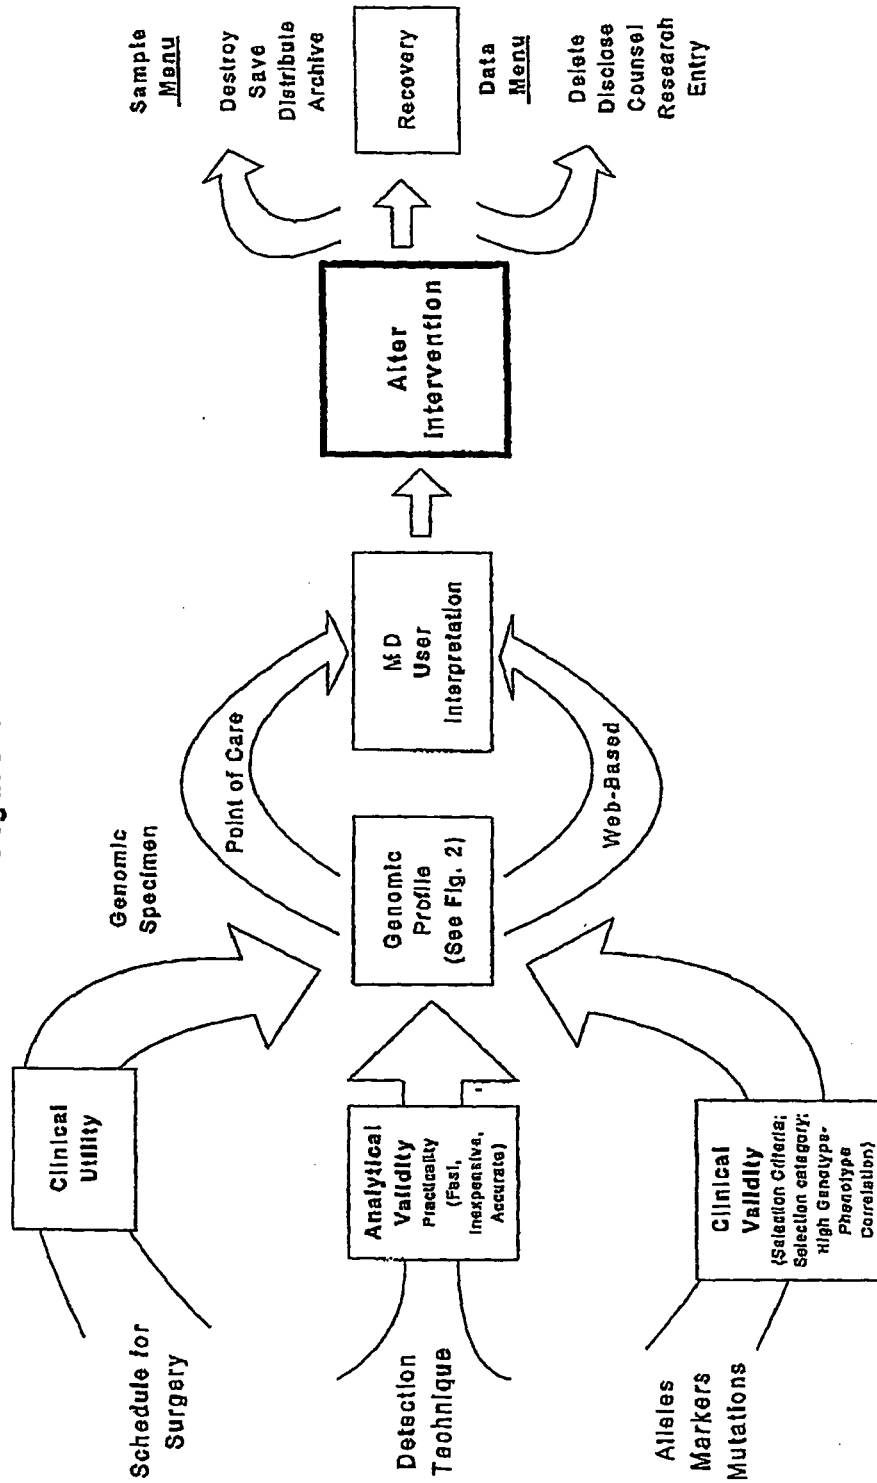 Schedule for
Surgery
Clinical
Utility
Genomic
Specimen
Detection
Technique
Analytical
Validity
Practicality
(Fast,
Inexpensive,
Accurate)
Alleles
Markers
Mutations
Clinical
Validity
(Selection Criteria;
Selection category;
High Genotype-
Phenotype
Correlation)
Genomic
Profile
(See Fig. 2)
Point of Care
Web-Based
MD
User
Interpretation
Alter
Intervention
Recovery
Sample
Menu
Destroy
Save
Distribute
Archive
Data
Menu
Delete
Disclose
Counsel
Research
Entry